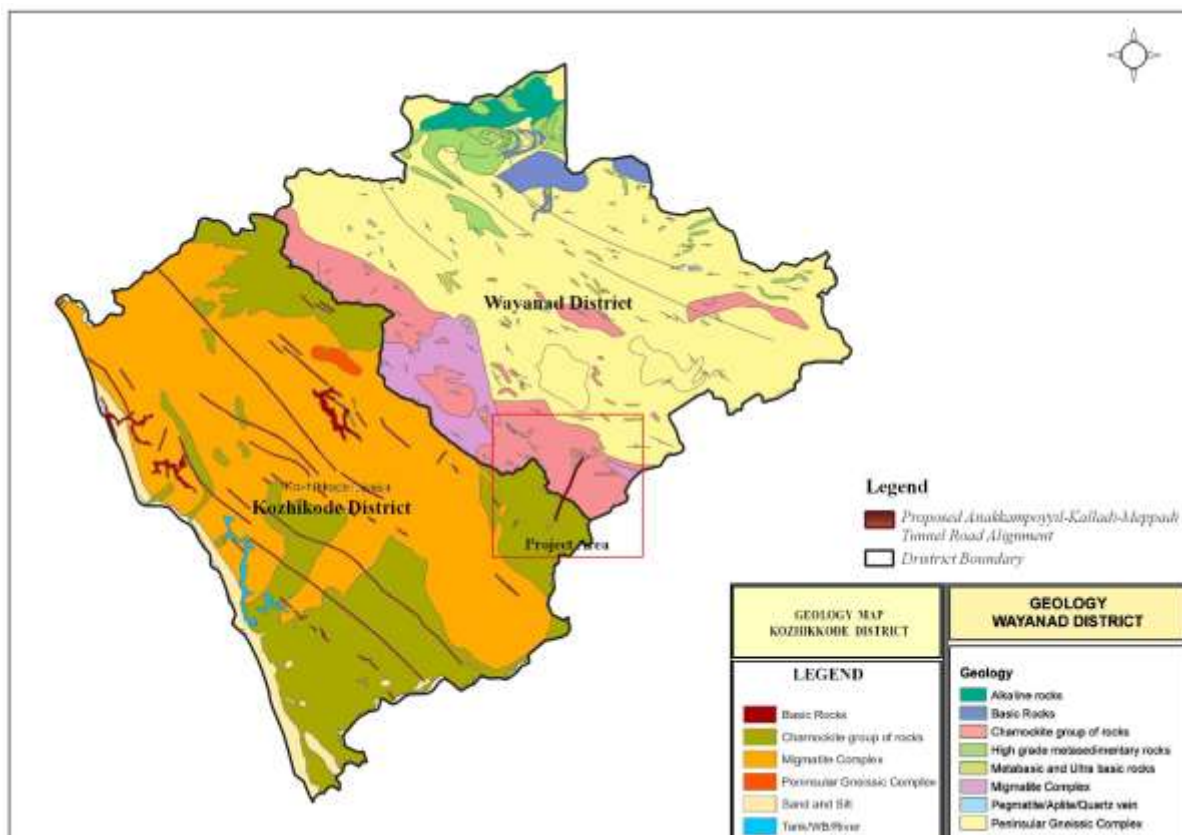 Wayanad District
Kozhikode District
Project Area
Legend
Proposed Anakkampoyil-Kalladi-Meppadi
Tunnel Road Alignment
District Boundary
GEOLOGY MAP
KOZHIKKODE DISTRICT
LEGEND
Basic Rocks
Charnockite group of rocks
Migmatite Complex
Peninsular Gneissic Complex
Sand and Silt
Tank/WB/River
GEOLOGY
WAYANAD DISTRICT
Geology
Alkaline rocks
Basic Rocks
Charnockite group of rocks
High grade metasedimentary rocks
Metabasic and Ultra basic rocks
Migmatite Complex
Pegmatite/Aplite/Quartz vein
Peninsular Gneissic Complex